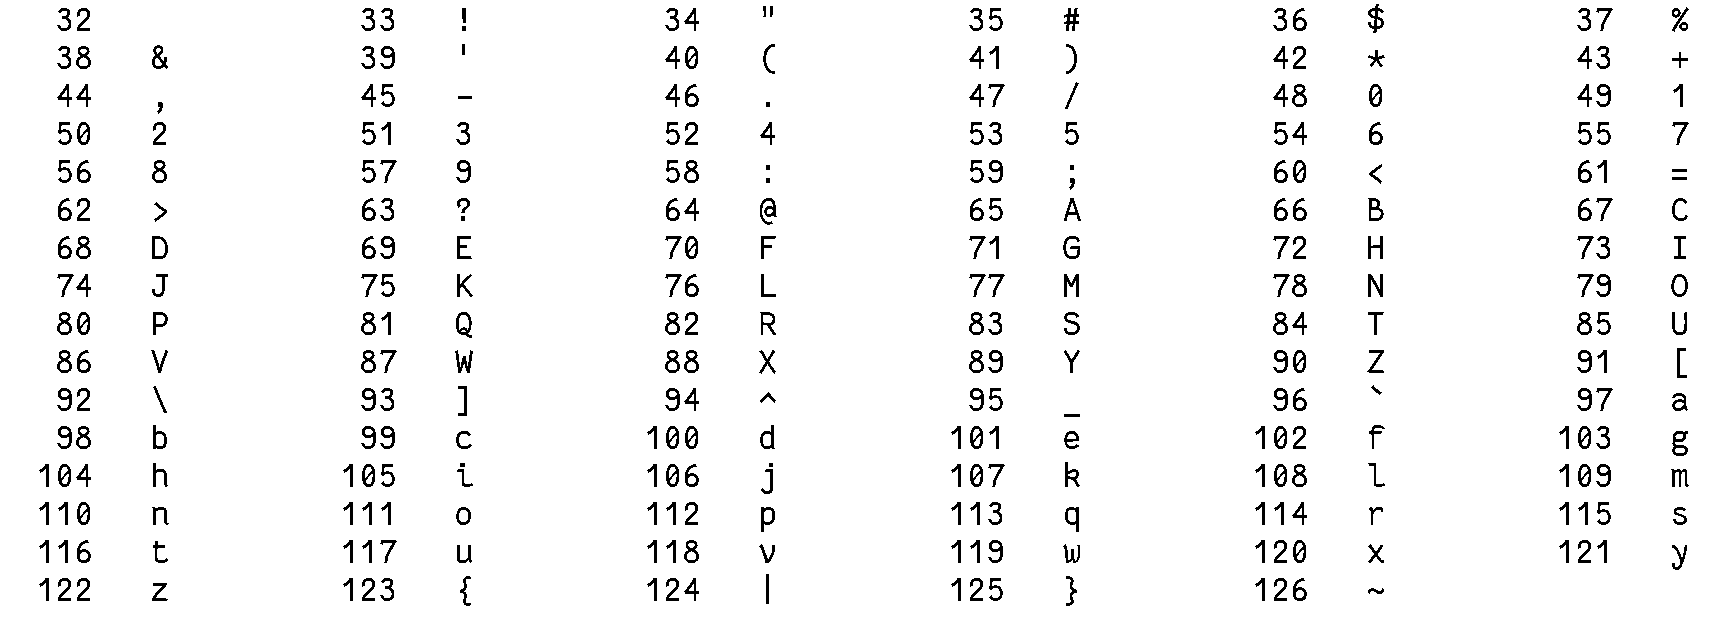 32   33 ! 34 " 35 # 36 $ 37 %
38 & 39 ' 40 ( 41 ) 42 * 43 +
44 , 45 - 46 . 47 / 48 0 49 1
50 2 51 3 52 4 53 5 54 6 55 7
56 8 57 9 58 : 59 ; 60 < 61 =
62 > 63 ? 64 @ 65 A 66 B 67 C
68 D 69 E 70 F 71 G 72 H 73 I
74 J 75 K 76 L 77 M 78 N 79 O
80 P 81 Q 82 R 83 S 84 T 85 U
86 V 87 W 88 X 89 Y 90 Z 91 [
92 \ 93 ] 94 ^ 95 _ 96 ` 97 a
98 b 99 c 100 d 101 e 102 f 103 g
104 h 105 i 106 j 107 k 108 l 109 m
110 n 111 o 112 p 113 q 114 r 115 s
116 t 117 u 118 v 119 w 120 x 121 y
122 z 123 { 124 | 125 } 126 ~